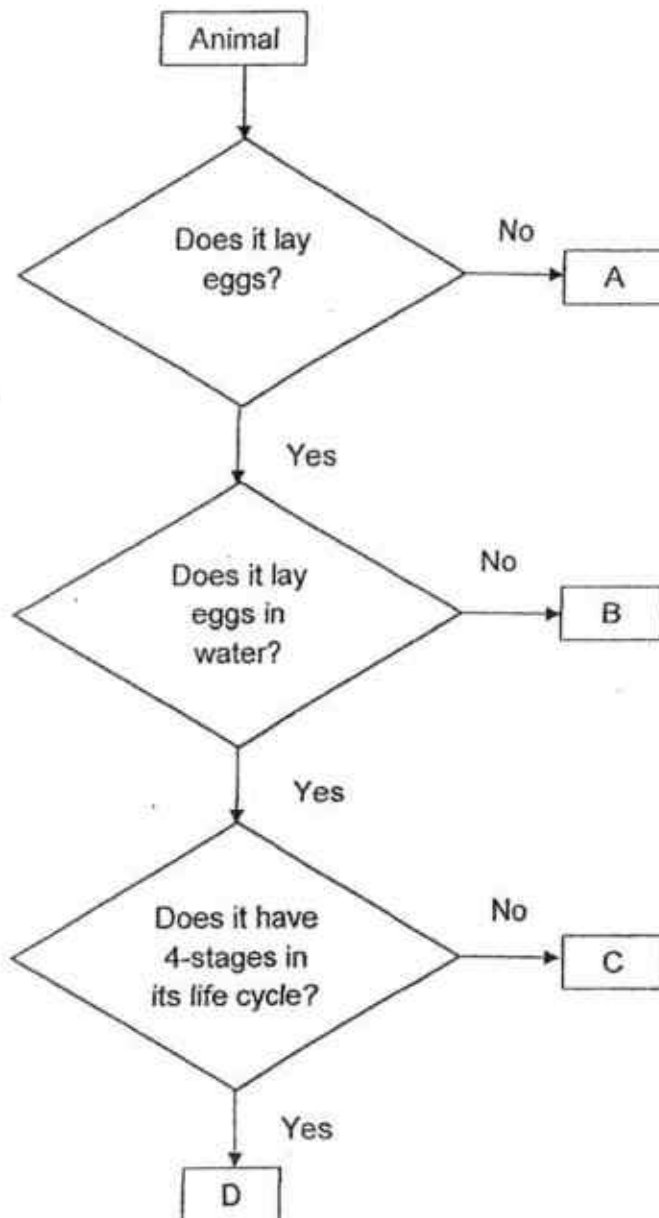 Animal
Does it lay
eggs?
No
A
Yes
Does it lay
eggs in
water?
No
B
Yes
Does it have
4-stages in
its life cycle?
No
C
Yes
D